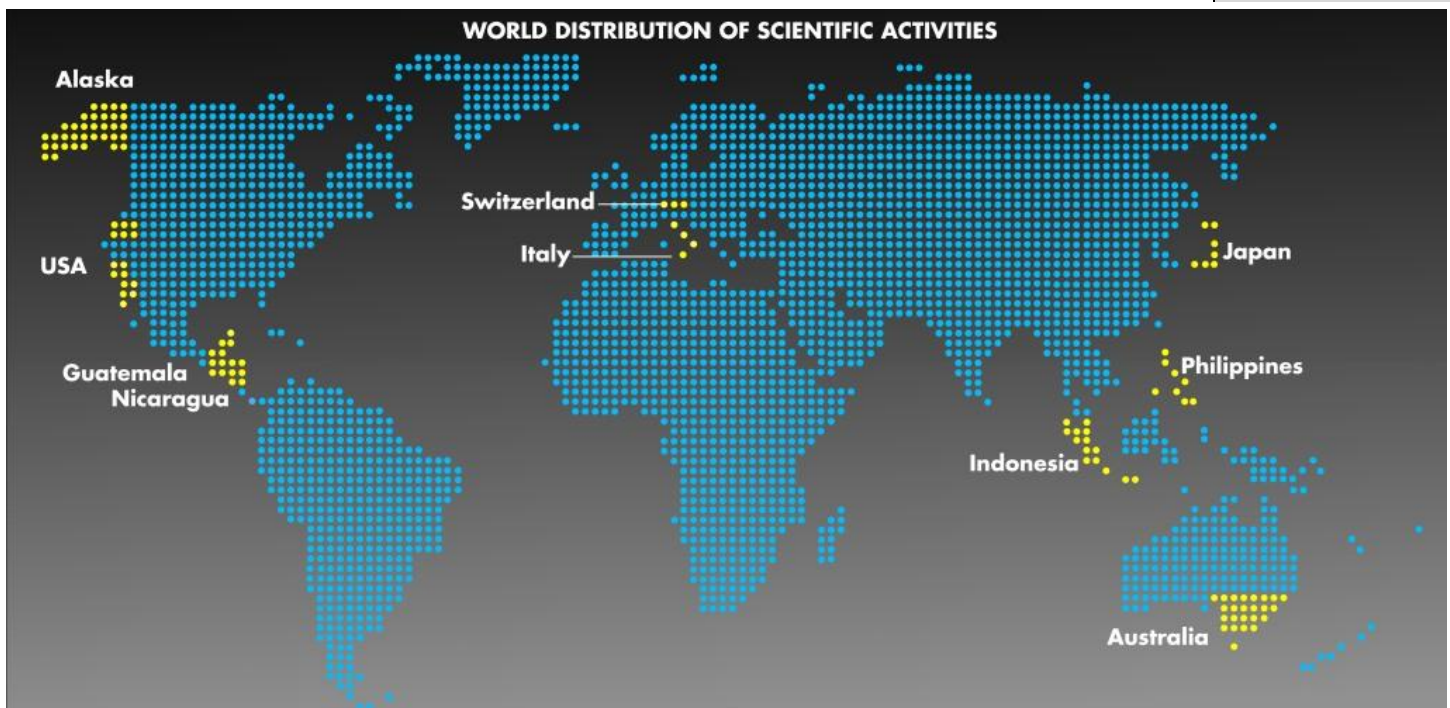 WORLD DISTRIBUTION OF SCIENTIFIC ACTIVITIES
Alaska
Switzerland
Italy
USA
Japan
Guatemala
Nicaragua
Philippines
Indonesia
Australia